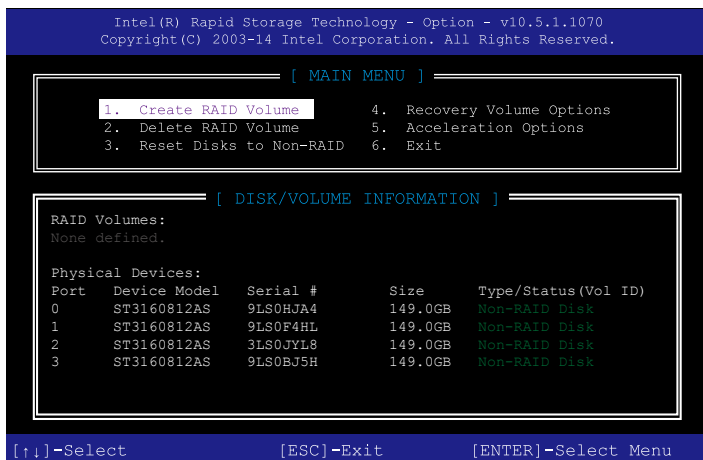 Intel(R) Rapid Storage Technology - Option - v10.5.1.1070
Copyright(C) 2003-14 Intel Corporation. All Rights Reserved.
[ MAIN MENU ]
1. Create RAID Volume 4. Recovery Volume Options
2. Delete RAID Volume 5. Acceleration Options
3. Reset Disks to Non-RAID 6. Exit
[ DISK/VOLUME INFORMATION ]
RAID Volumes:
None defined.
Physical Devices:
Port Device Model Serial # Size Type/Status(Vol ID)
0 ST3160812AS 9LS0HJA4 149.0GB Non-RAID Disk
1 ST3160812AS 9LS0F4HL 149.0GB Non-RAID Disk
2 ST3160812AS 3LS0JYL8 149.0GB Non-RAID Disk
3 ST3160812AS 9LS0BJ5H 149.0GB Non-RAID Disk
[↑↓]-Select [ESC]-Exit [ENTER]-Select Menu